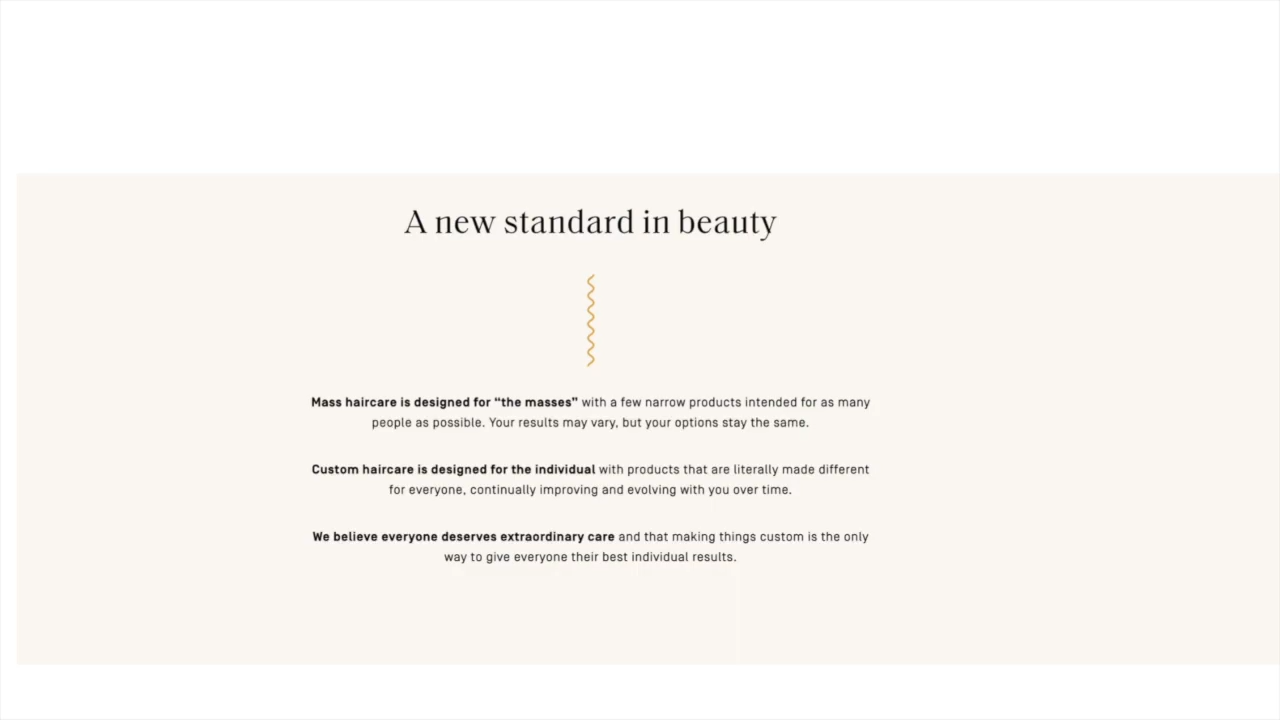 A new standard in beauty
Mass haircare is designed for “the masses” with a few narrow products intended for as many
people as possible. Your results may vary, but your options stay the same.
Custom haircare is designed for the individual with products that are literally made different
for everyone, continually improving and evolving with you over time.
We believe everyone deserves extraordinary care and that making things custom is the only
way to give everyone their best individual results.